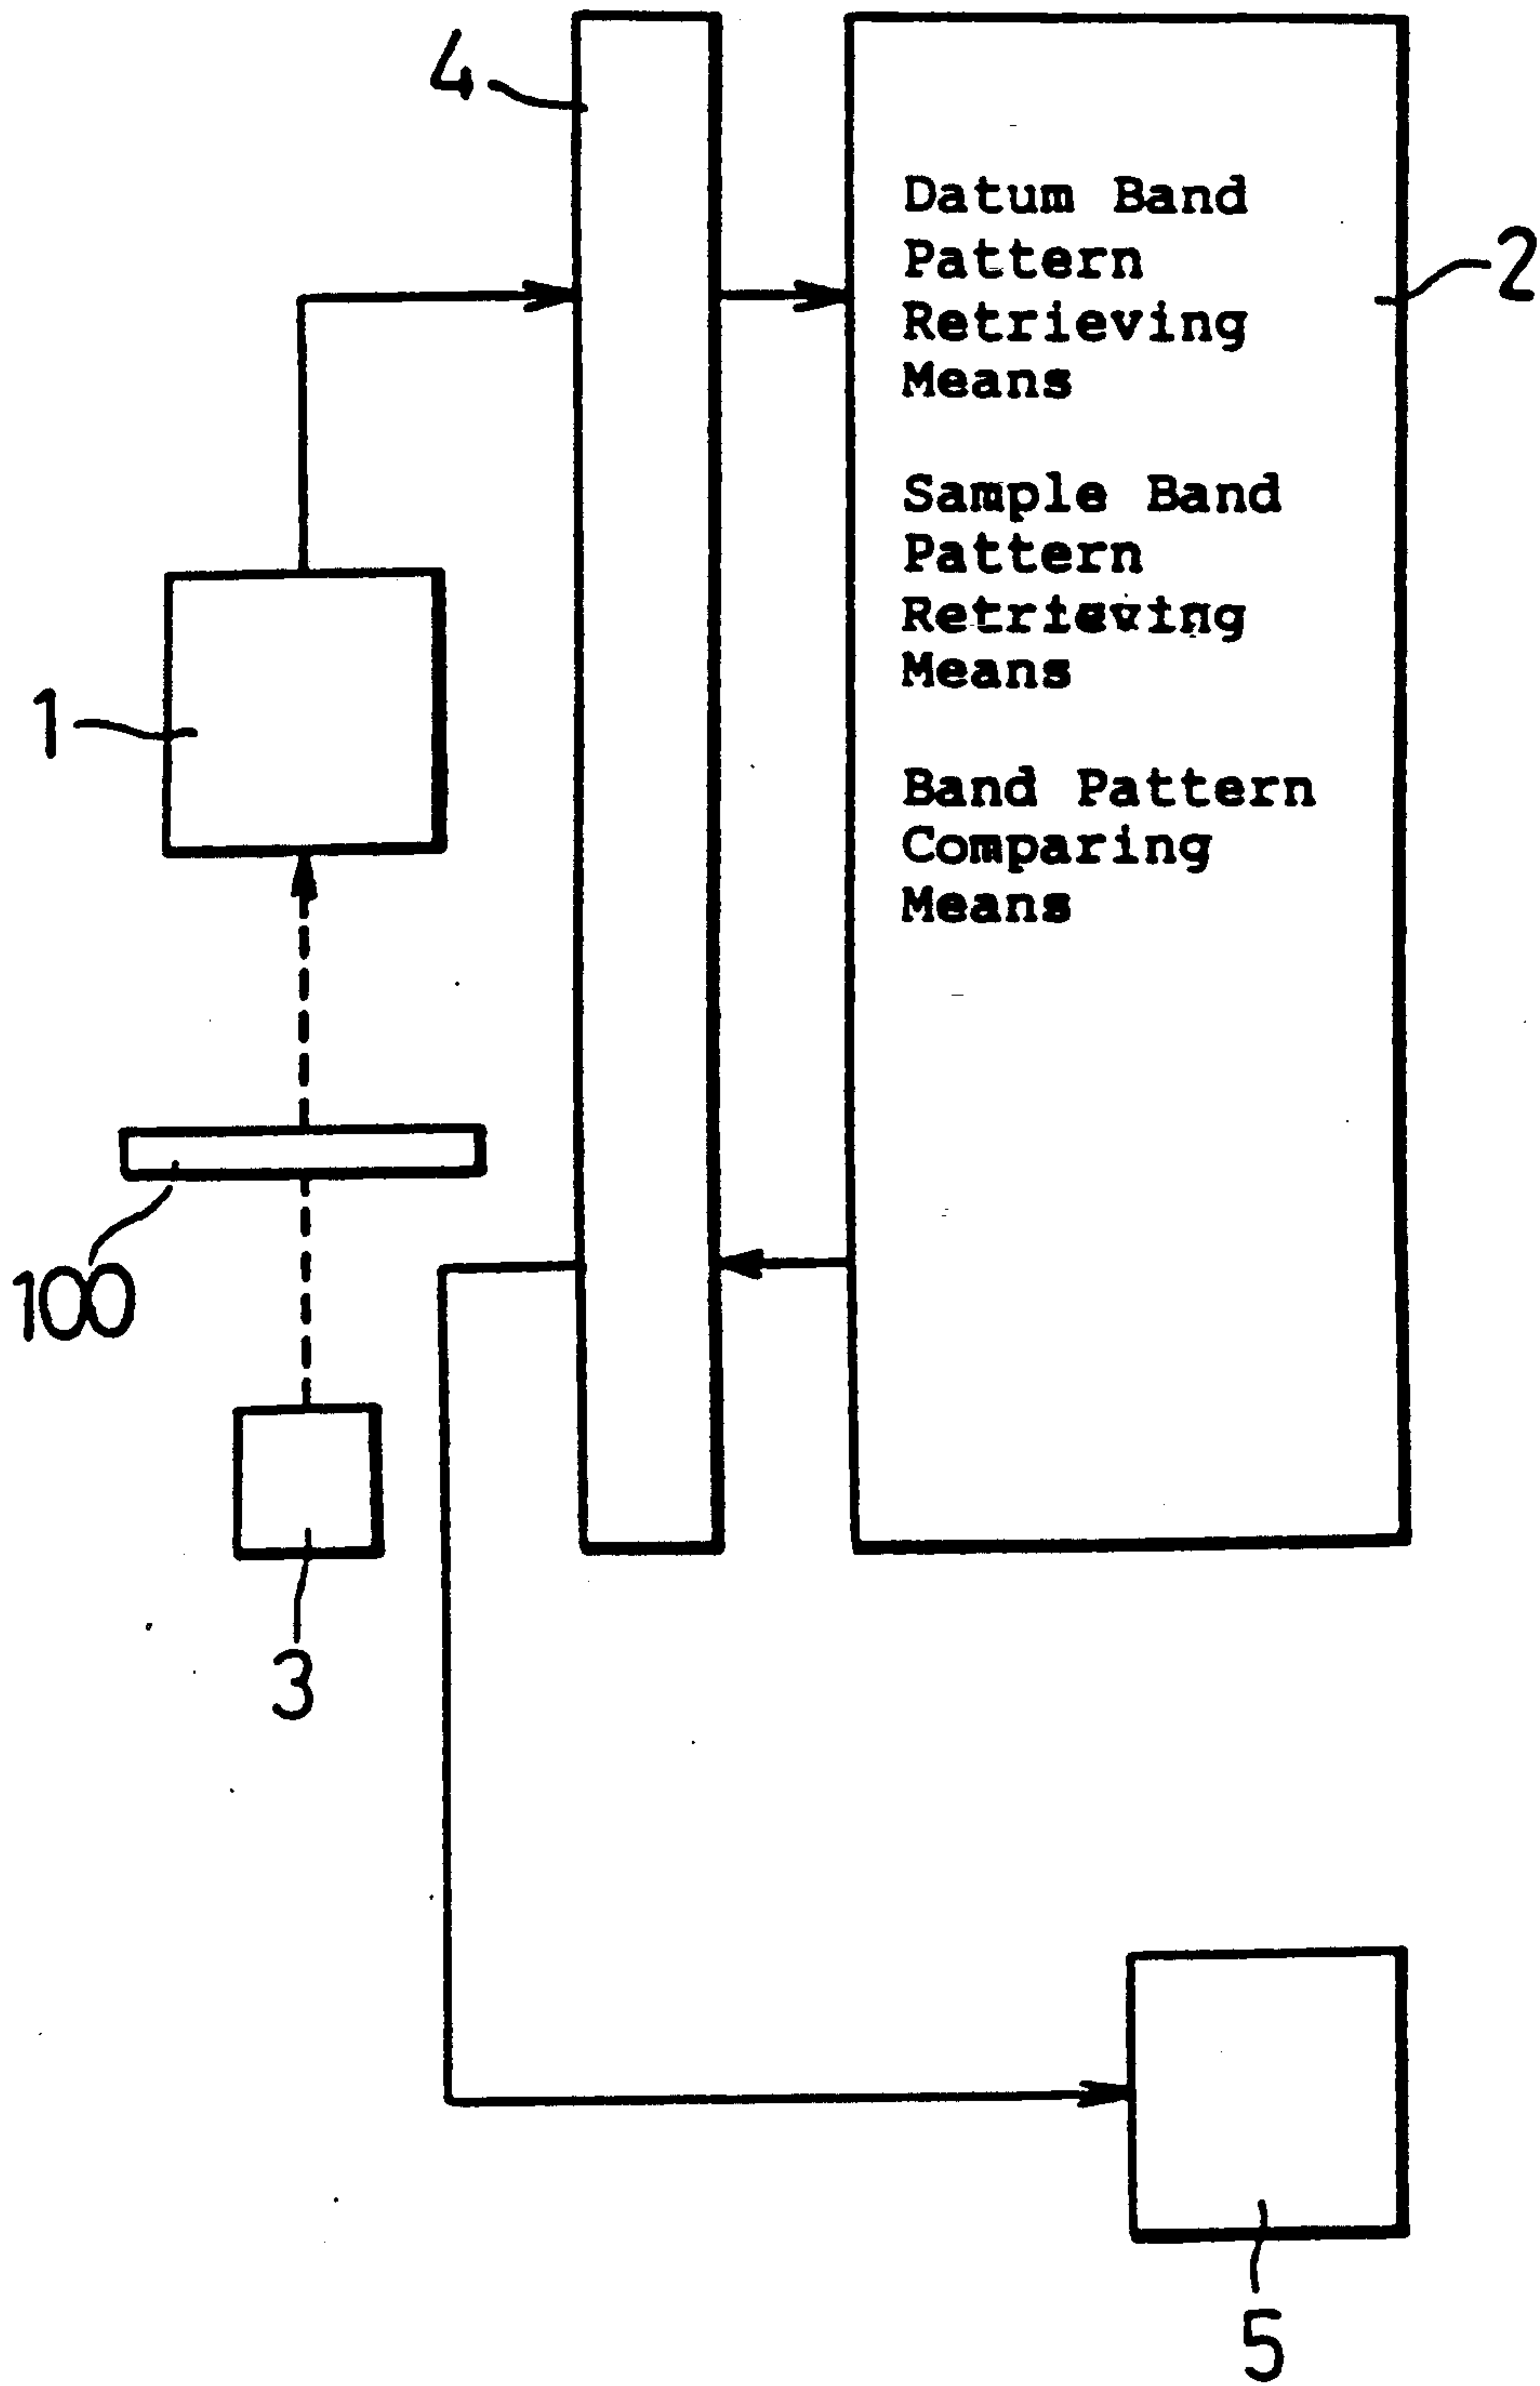 4
Datum Band
Pattern
Retrieving
Means
2
Sample Band
Pattern
Retrieving
Means
1
Band Pattern
Comparing
Means
100
3
5